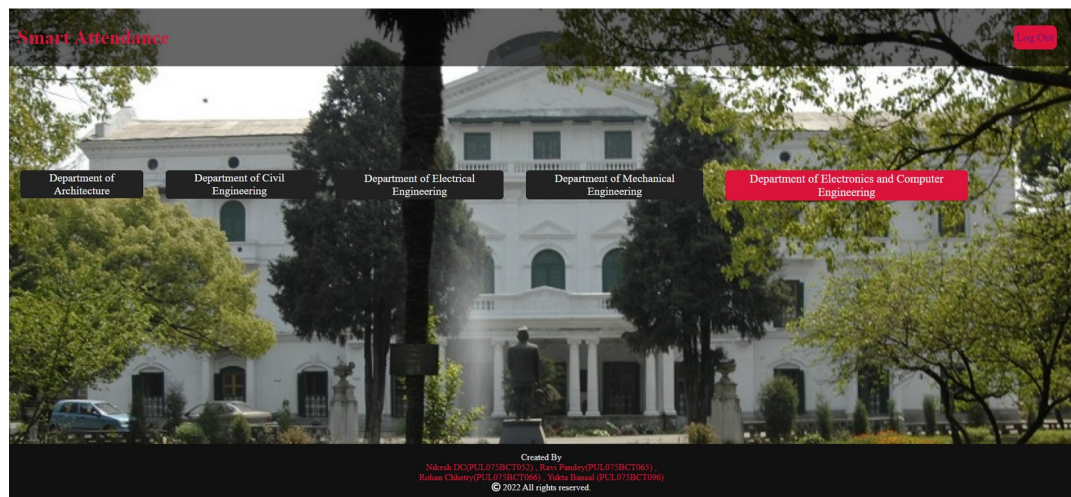 Smart Attendance
Log Out
Department of
Architecture
Department of Civil
Engineering
Department of Electrical
Engineering
Department of Mechanical
Engineering
Department of Electronics and Computer
Engineering
Created By
Nikesh DC(PUL075BCT052) , Ravi Pandey(PUL075BCT065) ,
Rohan Chhetry(PUL075BCT066) , Yukta Bansal (PUL075BCT096)
© 2022 All rights reserved.